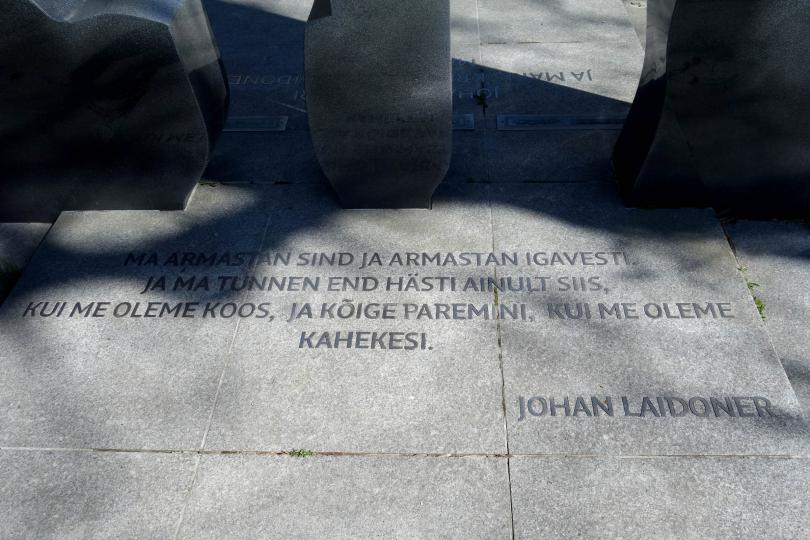 MA ARMASTAN SIND JA ARMASTAN IGAVESTI.
JA MA TUNNEN END HÄSTI AINULT SIIS,
KUI ME OLEME KOOS, JA KÕIGE PAREMINI, KUI ME OLEME
KAHEKESI.
JOHAN LAIDONER